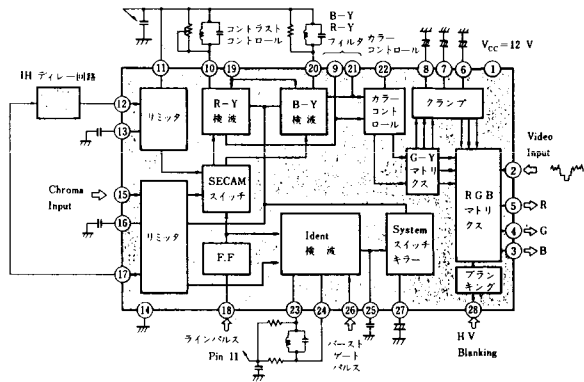 コントラスト
コントロール
B－Y
R－Y
フィルタ
カラー
コントロール
VCC＝12 V
11
10
19
20
9
21
22
8
7
6
1
1H ディレー回路
12
13
リミッタ
R－Y
検波
B－Y
検波
カラー
コント
ロール
クランプ
Video
Input
2
G－Y
マトリ
クス
RGB
マトリ
クス
5
R
4
G
3
B
SECAM
スイッチ
Chroma
Input
15
16
17
リミッタ
F.F
Ident
検波
System
スイッチ
キラー
ブラン
キング
14
18
23
24
26
25
27
28
ラインパルス
Pin 11
バースト
ゲート
パルス
H V
Blanking